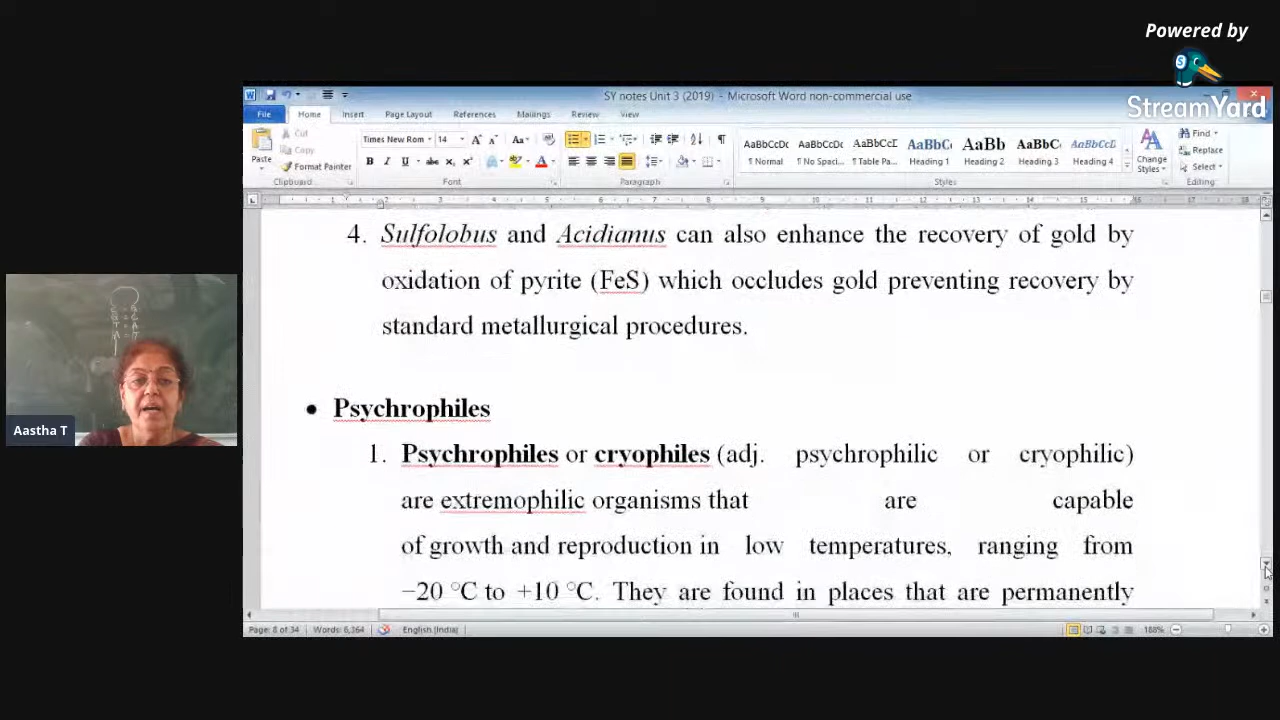 Powered by
StreamYard
SY notes Unit 3 (2019) - Microsoft Word non-commercial use
File Home Insert Page Layout References Mailings Review View
Cut
Copy
Paste
Format Painter
Clipboard
Times New Rom 14
B I U abc x₂ x²
Font
Paragraph
AaBbCcDc AaBbCcDc AaBbCcD AaBbC AaBb AaBbC AaBbCcD
¶ Normal ¶ No Spaci... ¶ Table Pa... Heading 1 Heading 2 Heading 3 Heading 4
Styles
Change
Styles
Find
Replace
Select
Editing
4. Sulfolobus and Acidianus can also enhance the recovery of gold by
oxidation of pyrite (FeS) which occludes gold preventing recovery by
standard metallurgical procedures.
• Psychrophiles
1. Psychrophiles or cryophiles (adj. psychrophilic or cryophilic)
are extremophilic organisms that are capable
of growth and reproduction in low temperatures, ranging from
−20 °C to +10 °C. They are found in places that are permanently
Aastha T
Page: 8 of 34 Words: 6,364 English (India) 188%